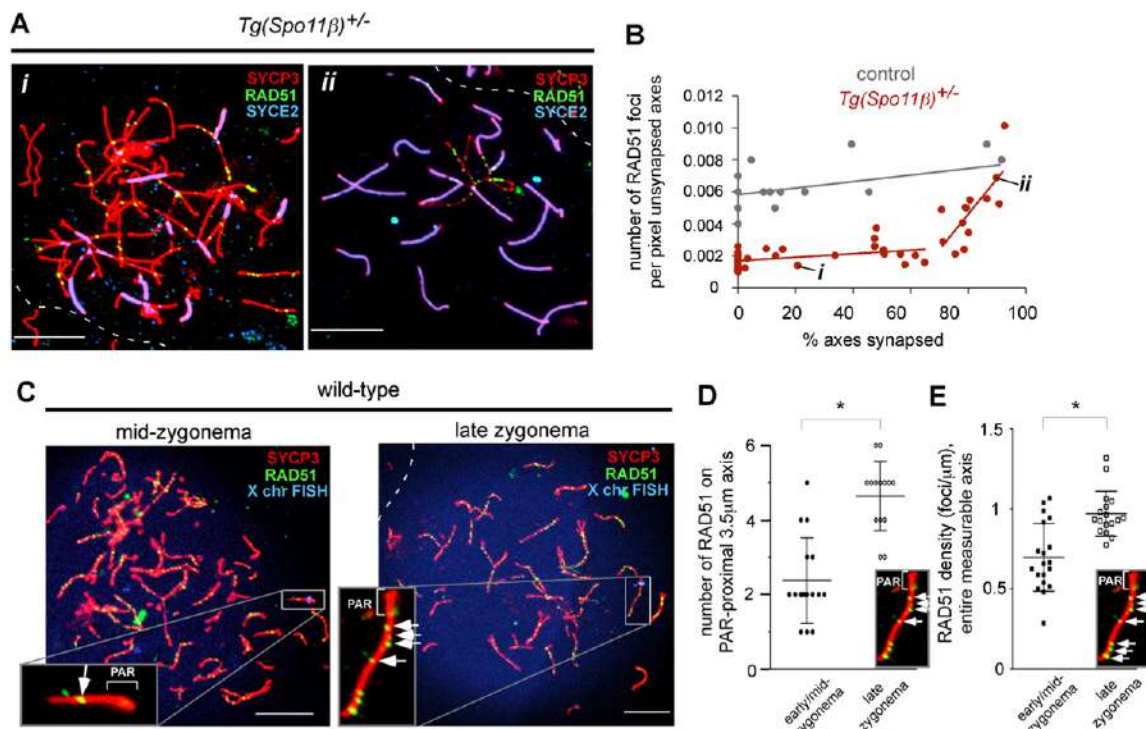 A
Tg(Spo11β)+/-
i
SYCP3
RAD51
SYCE2
ii
SYCP3
RAD51
SYCE2
B
control
Tg(Spo11β)+/-
number of RAD51 foci
per pixel unsynapsed axes
0.012
0.010
0.008
0.006
0.004
0.002
0
i
ii
0 20 40 60 80 100
% axes synapsed
C
wild-type
mid-zygonema
late zygonema
SYCP3
RAD51
X chr FISH
PAR
SYCP3
RAD51
X chr FISH
PAR
D
*
number of RAD51 on
PAR-proximal 3.5µm axis
6
4
2
0
PAR
early/mid-
zygonema
late
zygonema
E
*
RAD51 density (foci/µm),
entire measurable axis
1.5
1
0.5
0
PAR
early/mid-
zygonema
late
zygonema